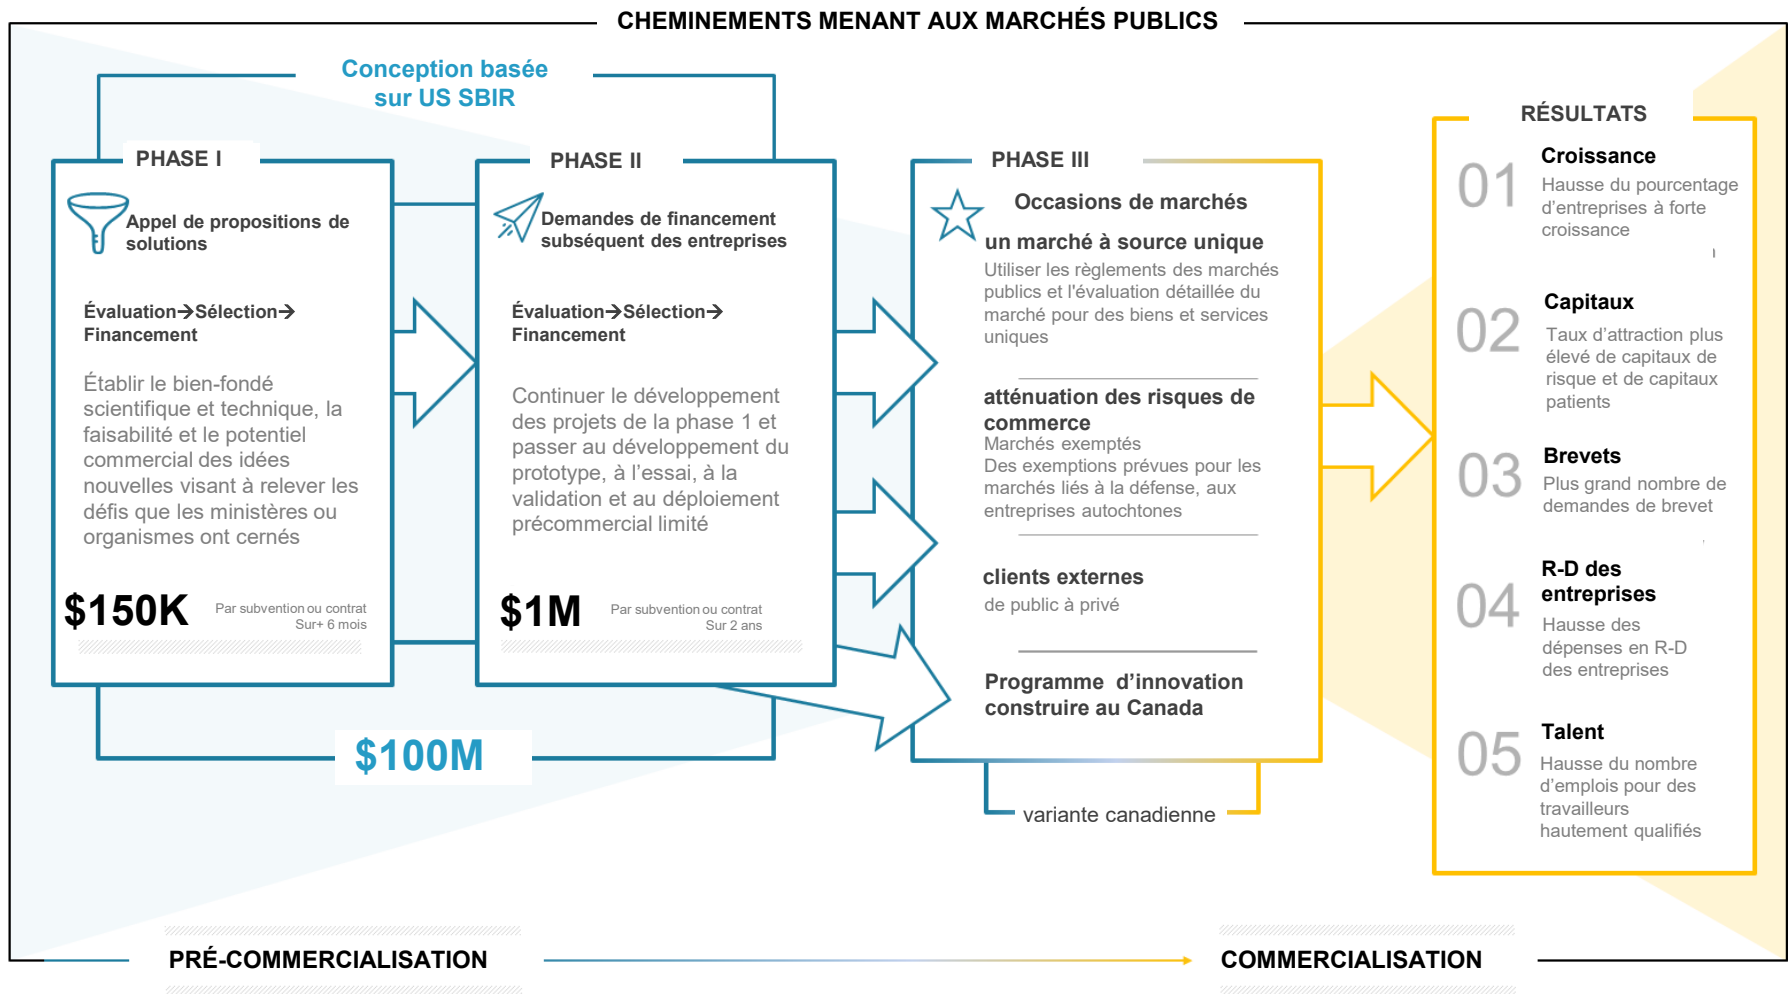 CHEMINEMENTS MENANT AUX MARCHÉS PUBLICS
Conception basée
sur US SBIR
PHASE I
Appel de propositions de
solutions
Évaluation→Sélection→
Financement
Établir le bien-fondé
scientifique et technique, la
faisabilité et le potentiel
commercial des idées
nouvelles visant à relever les
défis que les ministères ou
organismes ont cernés
$150K
Par subvention ou contrat
Sur+ 6 mois
PHASE II
Demandes de financement
subséquent des entreprises
Évaluation→Sélection→
Financement
Continuer le développement
des projets de la phase 1 et
passer au développement du
prototype, à l’essai, à la
validation et au déploiement
précommercial limité
$1M
Par subvention ou contrat
Sur 2 ans
$100M
PHASE III
Occasions de marchés
un marché à source unique
Utiliser les règlements des marchés
publics et l'évaluation détaillée du
marché pour des biens et services
uniques
atténuation des risques de
commerce
Marchés exemptés
Des exemptions prévues pour les
marchés liés à la défense, aux
entreprises autochtones
clients externes
de public à privé
Programme d’innovation
construire au Canada
variante canadienne
RÉSULTATS
01
Croissance
Hausse du pourcentage
d’entreprises à forte
croissance
02
Capitaux
Taux d’attraction plus
élevé de capitaux de
risque et de capitaux
patients
03
Brevets
Plus grand nombre de
demandes de brevet
04
R-D des
entreprises
Hausse des
dépenses en R-D
des entreprises
05
Talent
Hausse du nombre
d’emplois pour des
travailleurs
hautement qualifiés
PRÉ-COMMERCIALISATION
COMMERCIALISATION